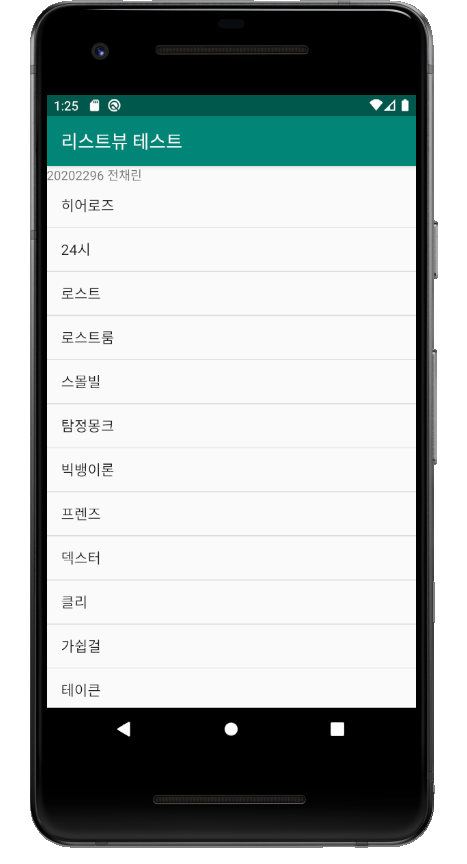 1:25
리스트뷰 테스트
20202296 전채린
히어로즈
24시
로스트
로스트룸
스몰빌
탐정몽크
빅뱅이론
프렌즈
덱스터
클리
가쉽걸
테이큰